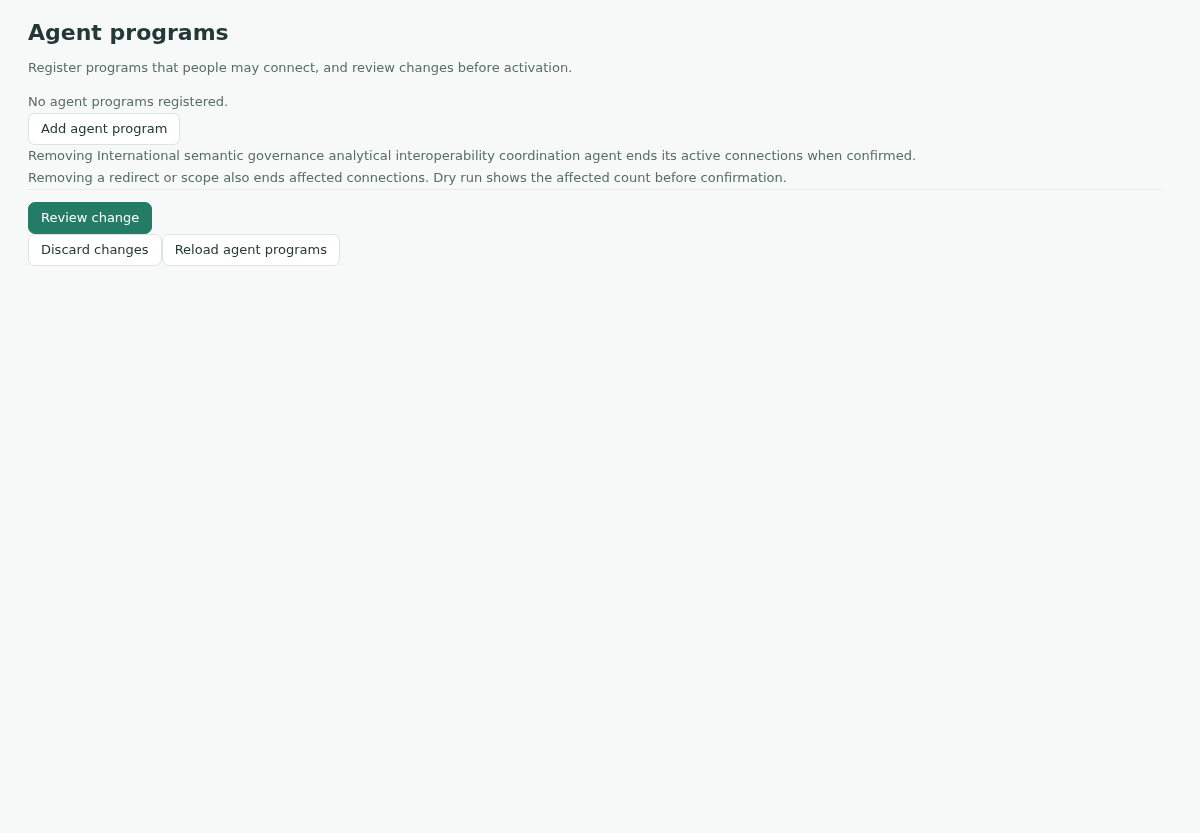 Agent programs
Register programs that people may connect, and review changes before activation.
No agent programs registered.
Add agent program
Removing International semantic governance analytical interoperability coordination agent ends its active connections when confirmed.
Removing a redirect or scope also ends affected connections. Dry run shows the affected count before confirmation.
Review change
Discard changes Reload agent programs